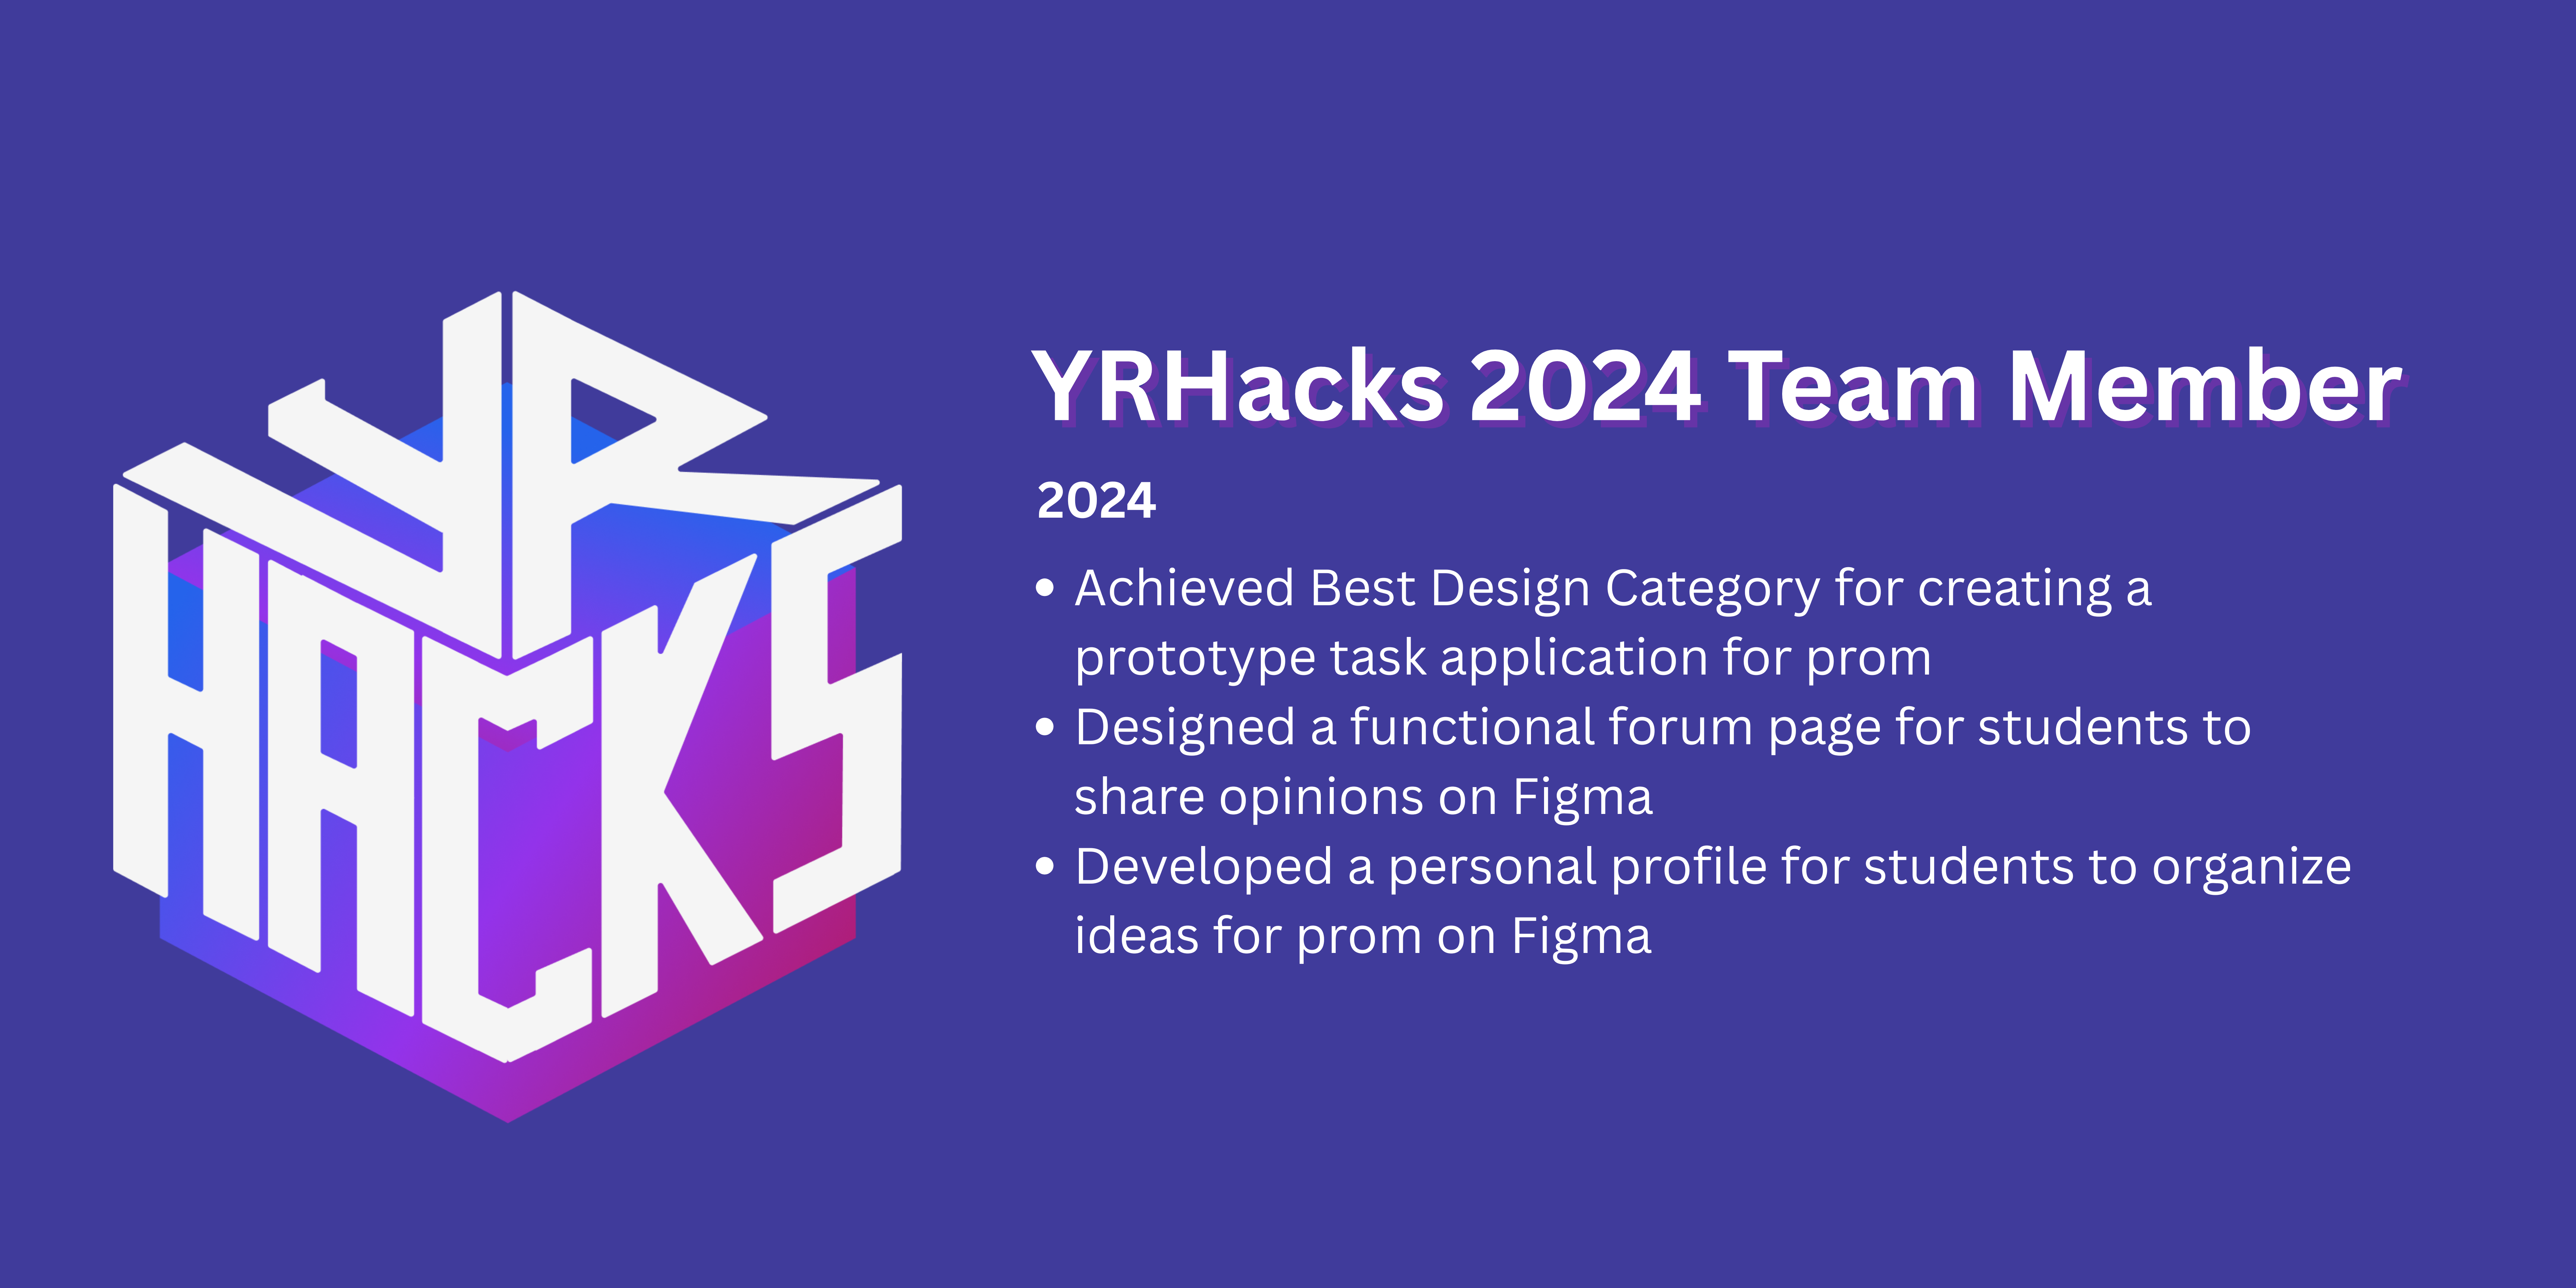 YR
HACKS
YRHacks 2024 Team Member
2024
• Achieved Best Design Category for creating a
prototype task application for prom
• Designed a functional forum page for students to
share opinions on Figma
• Developed a personal profile for students to organize
ideas for prom on Figma